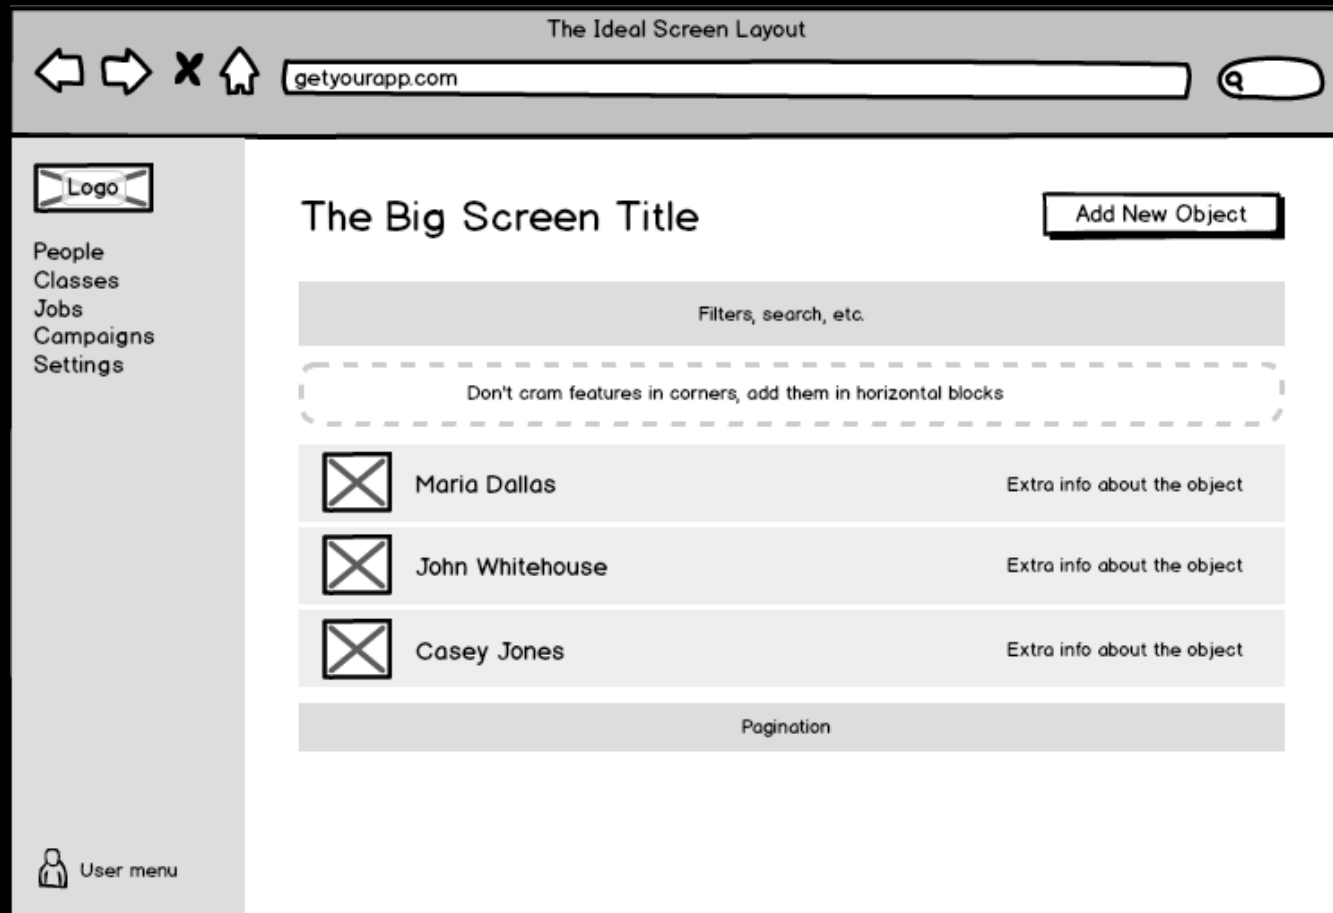 The Ideal Screen Layout
getyourapp.com
Logo
People
Classes
Jobs
Campaigns
Settings
User menu
The Big Screen Title
Add New Object
Filters, search, etc.
Don't cram features in corners, add them in horizontal blocks
Maria Dallas
Extra info about the object
John Whitehouse
Extra info about the object
Casey Jones
Extra info about the object
Pagination